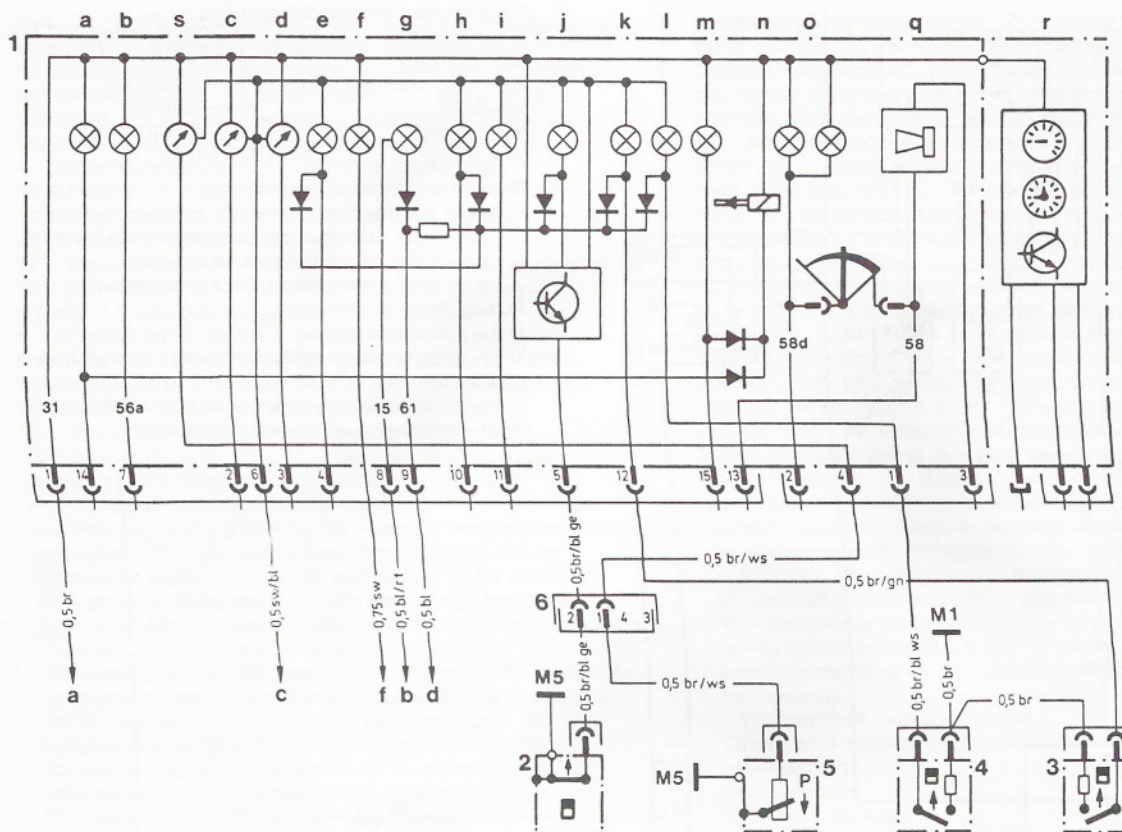 a b s c d e f g h i j k l m n o q r
1
58d 58
31 56a 15 61
1 14 7 2 6 3 4 8 9 10 11 5 12 15 13 2 4 1 3
0,5 br
0,5 sw/bl
0,75 sw
0,5 bl/rt
0,5 bl
0,5 br/bl ge
0,5 br/ws
0,5 br/gn
6
2 1 4 3
a c f b d
M5
0,5 br/bl ge
0,5 br/ws
0,5 br/ws
0,5 br/bl ws
M1
0,5 br
0,5 br
2
M5
5
P
4
3